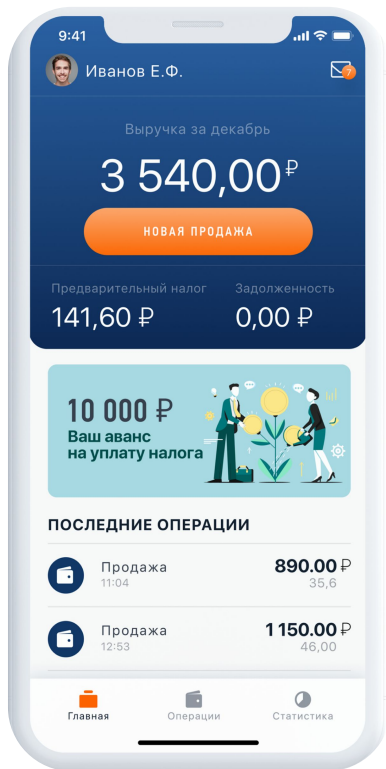 9:41
Иванов Е.Ф.
7
Выручка за декабрь
3 540,00 ₽
НОВАЯ ПРОДАЖА
Предварительный налог
Задолженность
141,60 ₽
0,00 ₽
10 000 ₽
Ваш аванс
на уплату налога
ПОСЛЕДНИЕ ОПЕРАЦИИ
Продажа
890.00 ₽
11:04
35,6
Продажа
1 150.00 ₽
12:53
46,00
Главная
Операции
Статистика